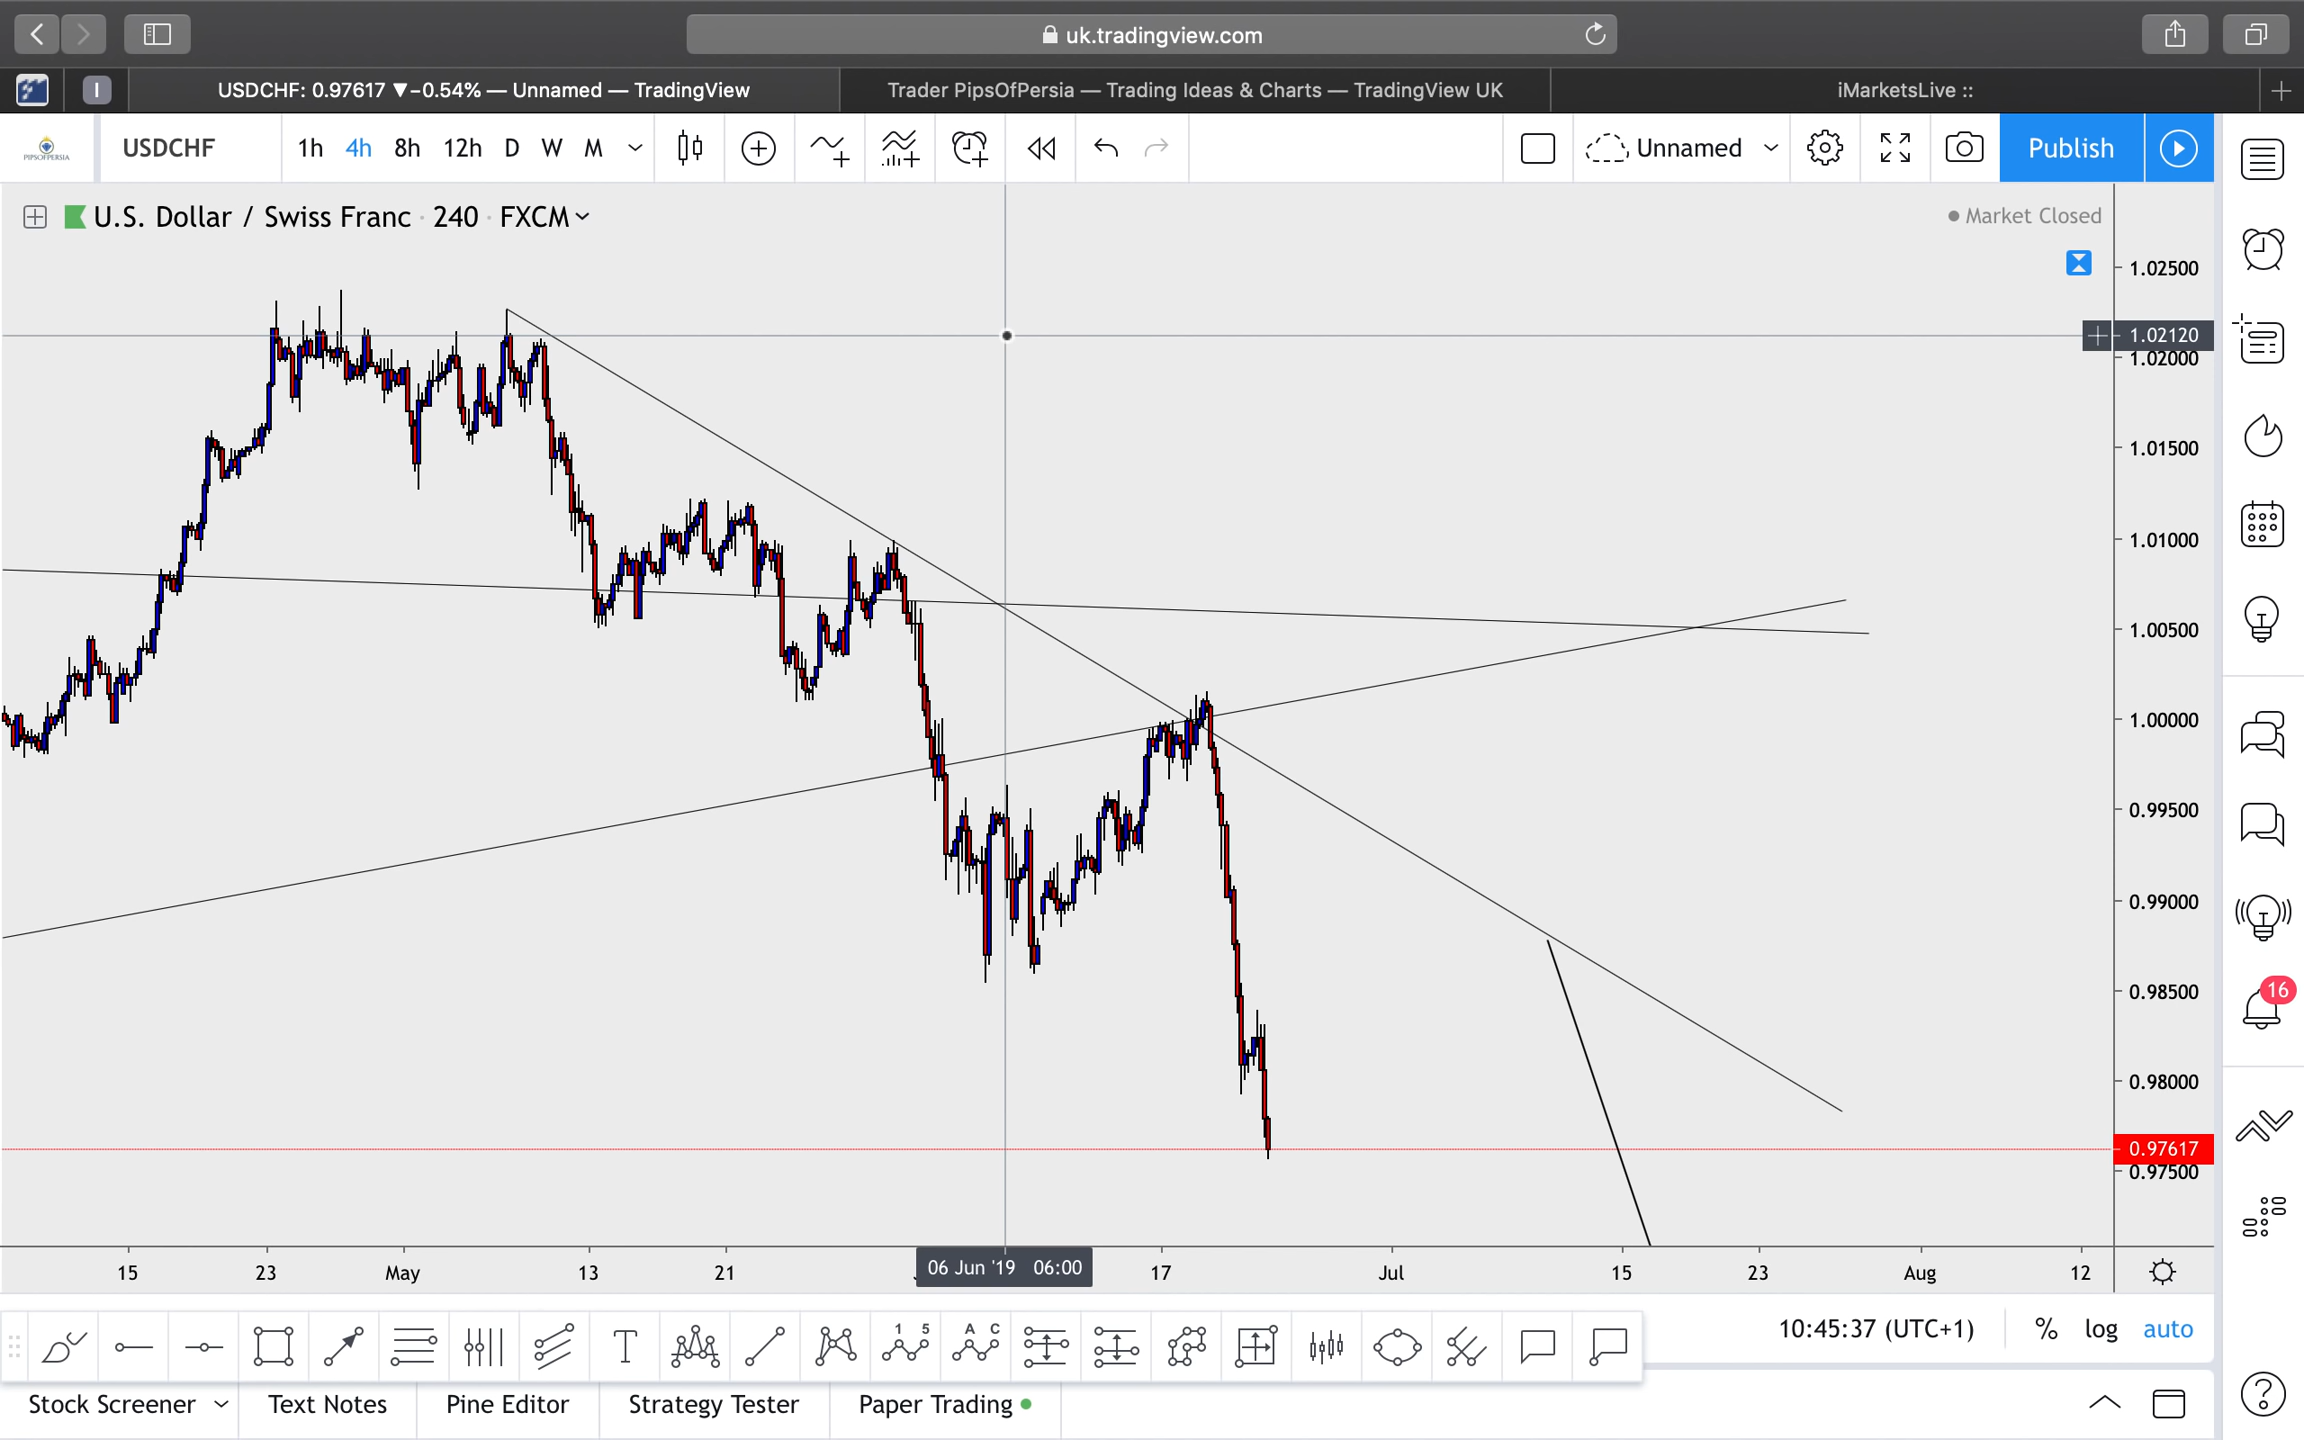 uk.tradingview.com
I
USDCHF: 0.97617 ▼−0.54% — Unnamed — TradingView
Trader PipsOfPersia — Trading Ideas & Charts — TradingView UK
iMarketsLive ::
PIPSOFPERSIA
USDCHF
1h 4h 8h 12h D W M
Unnamed
Publish
U.S. Dollar / Swiss Franc · 240 · FXCM
Market Closed
1.02500
1.02120
1.02000
1.01500
1.01000
1.00500
1.00000
0.99500
0.99000
0.98500
0.98000
0.97617
0.97500
16
15 23 May 13 21 06 Jun '19 06:00 17 Jul 15 23 Aug 12
T
1 5
A C
10:45:37 (UTC+1)
% log auto
Stock Screener Text Notes Pine Editor Strategy Tester Paper Trading